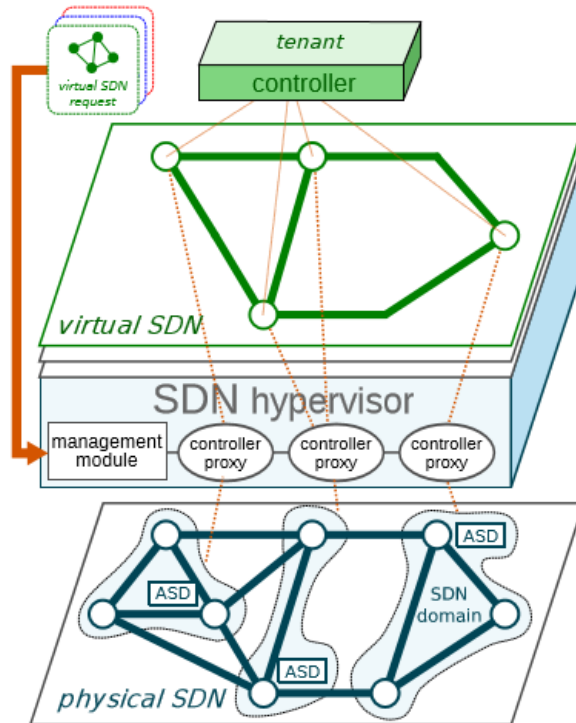 tenant
controller
virtual SDN
request
virtual SDN
SDN hypervisor
management
module
controller
proxy
controller
proxy
controller
proxy
ASD
ASD
SDN
domain
ASD
physical SDN